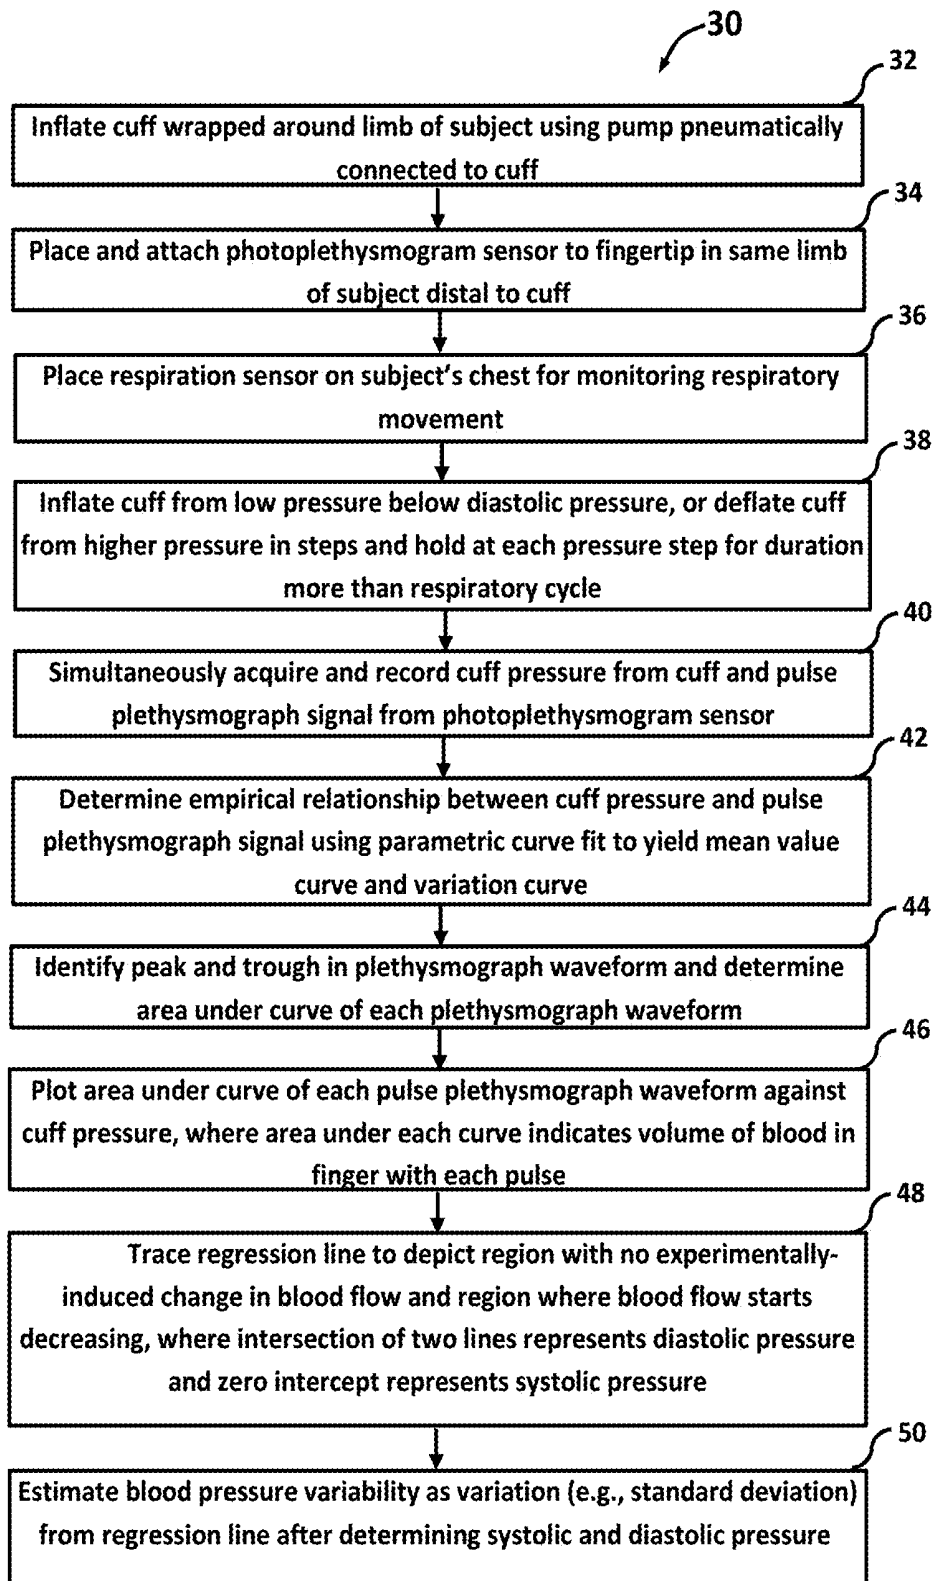 30
32
Inflate cuff wrapped around limb of subject using pump pneumatically
connected to cuff
34
Place and attach photoplethysmogram sensor to fingertip in same limb
of subject distal to cuff
36
Place respiration sensor on subject's chest for monitoring respiratory
movement
38
Inflate cuff from low pressure below diastolic pressure, or deflate cuff
from higher pressure in steps and hold at each pressure step for duration
more than respiratory cycle
40
Simultaneously acquire and record cuff pressure from cuff and pulse
plethysmograph signal from photoplethysmogram sensor
42
Determine empirical relationship between cuff pressure and pulse
plethysmograph signal using parametric curve fit to yield mean value
curve and variation curve
44
Identify peak and trough in plethysmograph waveform and determine
area under curve of each plethysmograph waveform
46
Plot area under curve of each pulse plethysmograph waveform against
cuff pressure, where area under each curve indicates volume of blood in
finger with each pulse
48
Trace regression line to depict region with no experimentally-
induced change in blood flow and region where blood flow starts
decreasing, where intersection of two lines represents diastolic pressure
and zero intercept represents systolic pressure
50
Estimate blood pressure variability as variation (e.g., standard deviation)
from regression line after determining systolic and diastolic pressure